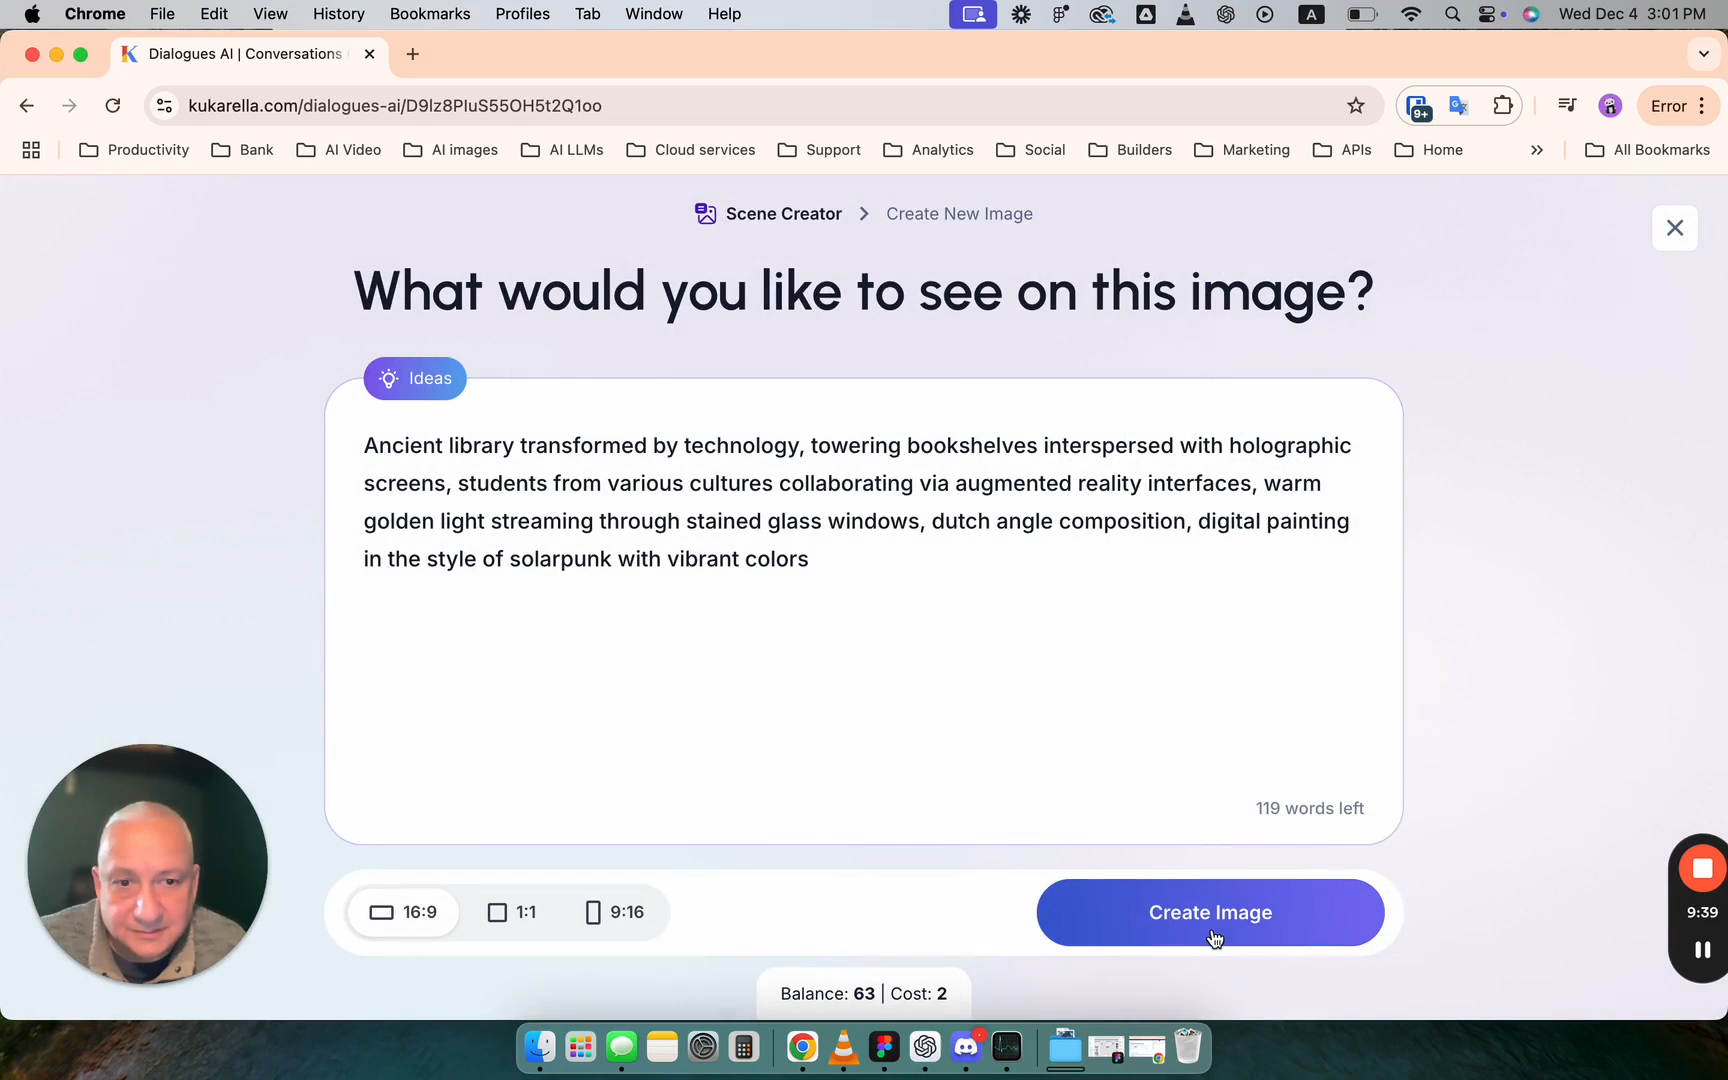 Chrome File Edit View History Bookmarks Profiles Tab Window Help A Wed Dec 4 3:01 PM
Dialogues AI | Conversations
kukarella.com/dialogues-ai/D9lz8PIuS55OH5t2Q1oo 9+ G Error
Productivity Bank AI Video AI images AI LLMs Cloud services Support Analytics Social Builders Marketing APIs Home All Bookmarks
Scene Creator Create New Image
What would you like to see on this image?
Ideas
Ancient library transformed by technology, towering bookshelves interspersed with holographic
screens, students from various cultures collaborating via augmented reality interfaces, warm
golden light streaming through stained glass windows, dutch angle composition, digital painting
in the style of solarpunk with vibrant colors
119 words left
16:9 1:1 9:16 Create Image
9:39
Balance: 63 | Cost: 2